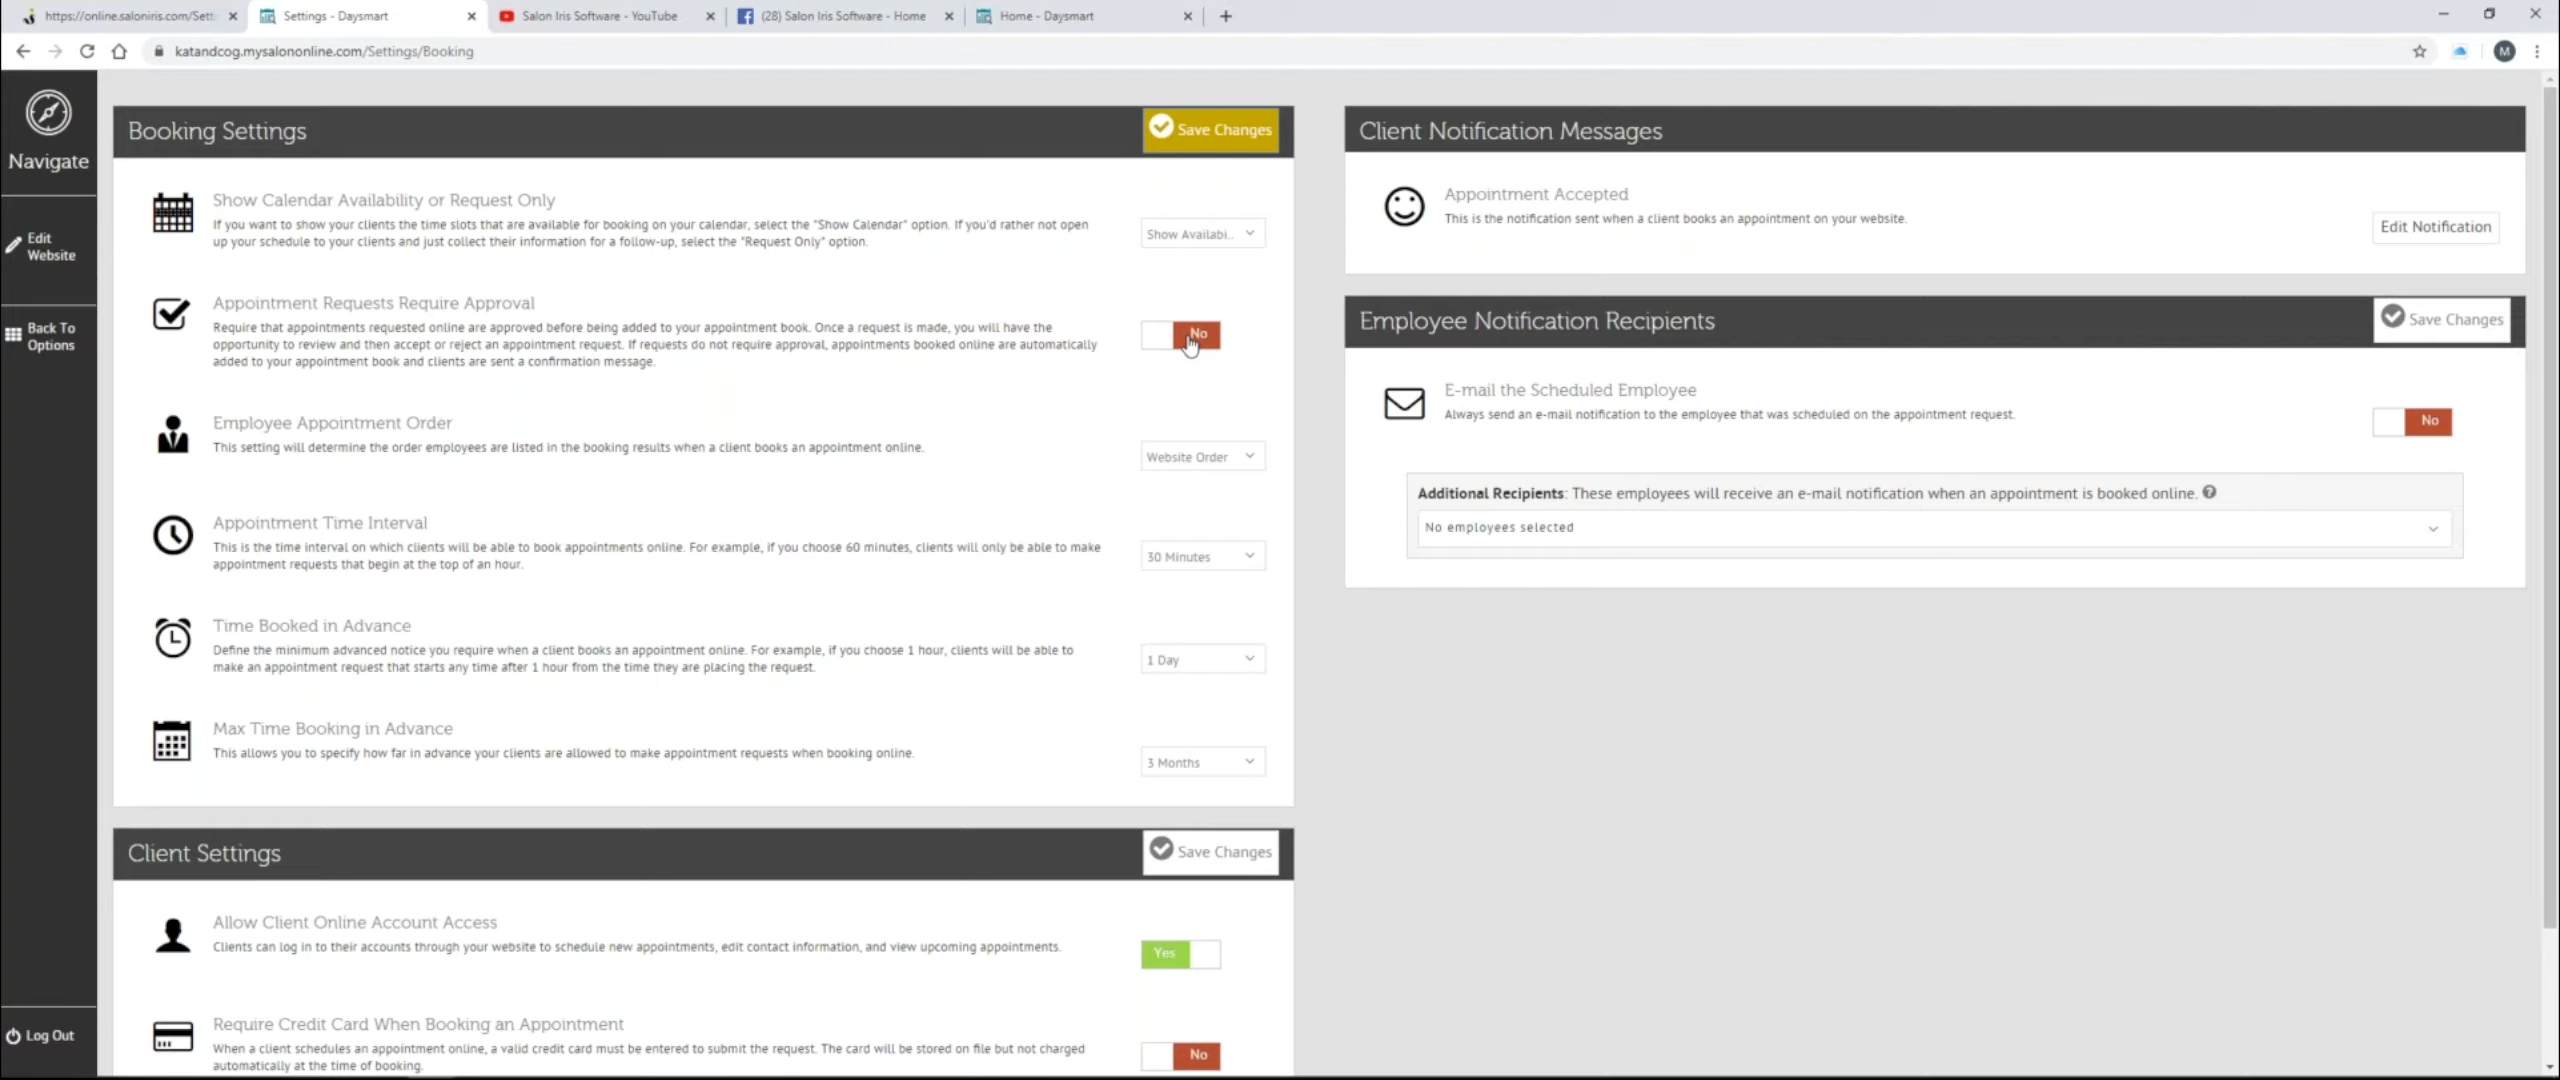 https://online.saloniris.com/Sett
Settings - Daysmart
Salon Iris Software - YouTube
(28) Salon Iris Software - Home
Home - Daysmart
katandcog.mysalononline.com/Settings/Booking
M
Navigate
Edit
Website
Back To
Options
Log Out
Booking Settings
Save Changes
Show Calendar Availability or Request Only
If you want to show your clients the time slots that are available for booking on your calendar, select the "Show Calendar" option. If you'd rather not open
up your schedule to your clients and just collect their information for a follow-up, select the "Request Only" option.
Show Availabi..
Appointment Requests Require Approval
Require that appointments requested online are approved before being added to your appointment book. Once a request is made, you will have the
opportunity to review and then accept or reject an appointment request. If requests do not require approval, appointments booked online are automatically
added to your appointment book and clients are sent a confirmation message.
No
Employee Appointment Order
This setting will determine the order employees are listed in the booking results when a client books an appointment online.
Website Order
Appointment Time Interval
This is the time interval on which clients will be able to book appointments online. For example, if you choose 60 minutes, clients will only be able to make
appointment requests that begin at the top of an hour.
30 Minutes
Time Booked in Advance
Define the minimum advanced notice you require when a client books an appointment online. For example, if you choose 1 hour, clients will be able to
make an appointment request that starts any time after 1 hour from the time they are placing the request.
1 Day
Max Time Booking in Advance
This allows you to specify how far in advance your clients are allowed to make appointment requests when booking online.
3 Months
Client Settings
Save Changes
Allow Client Online Account Access
Clients can log in to their accounts through your website to schedule new appointments, edit contact information, and view upcoming appointments.
Yes
Require Credit Card When Booking an Appointment
When a client schedules an appointment online, a valid credit card must be entered to submit the request. The card will be stored on file but not charged
automatically at the time of booking.
No
Client Notification Messages
Appointment Accepted
This is the notification sent when a client books an appointment on your website.
Edit Notification
Employee Notification Recipients
Save Changes
E-mail the Scheduled Employee
Always send an e-mail notification to the employee that was scheduled on the appointment request.
No
Additional Recipients: These employees will receive an e-mail notification when an appointment is booked online. ?
No employees selected